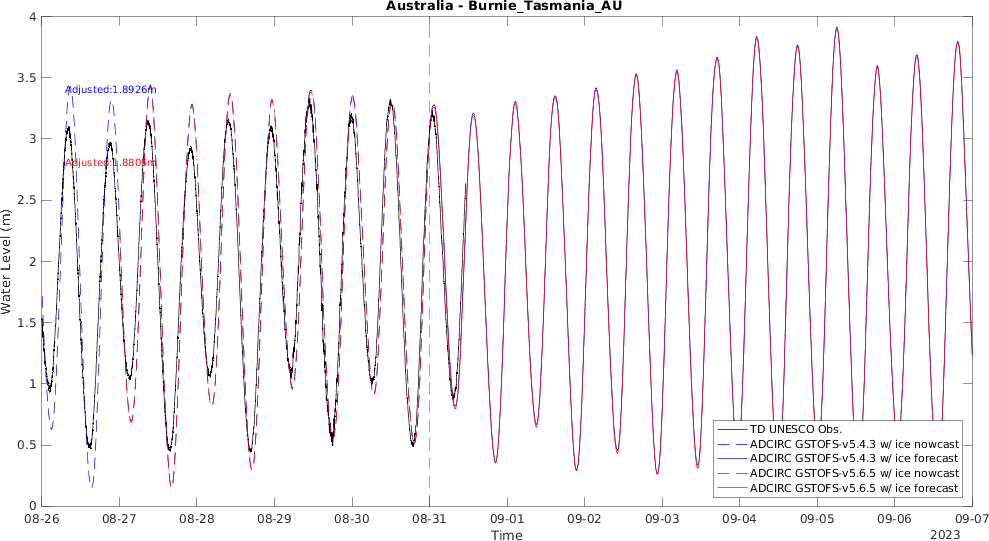 Australia - Burnie_Tasmania_AU
Water Level (m)
4
3.5
3
2.5
2
1.5
1
0.5
0
Adjusted:1.8926m
Adjusted:1.8805m
TD UNESCO Obs.
ADCIRC GSTOFS-v5.4.3 w/ ice nowcast
ADCIRC GSTOFS-v5.4.3 w/ ice forecast
ADCIRC GSTOFS-v5.6.5 w/ ice nowcast
ADCIRC GSTOFS-v5.6.5 w/ ice forecast
08-26 08-27 08-28 08-29 08-30 08-31 09-01 09-02 09-03 09-04 09-05 09-06 09-07
Time
2023